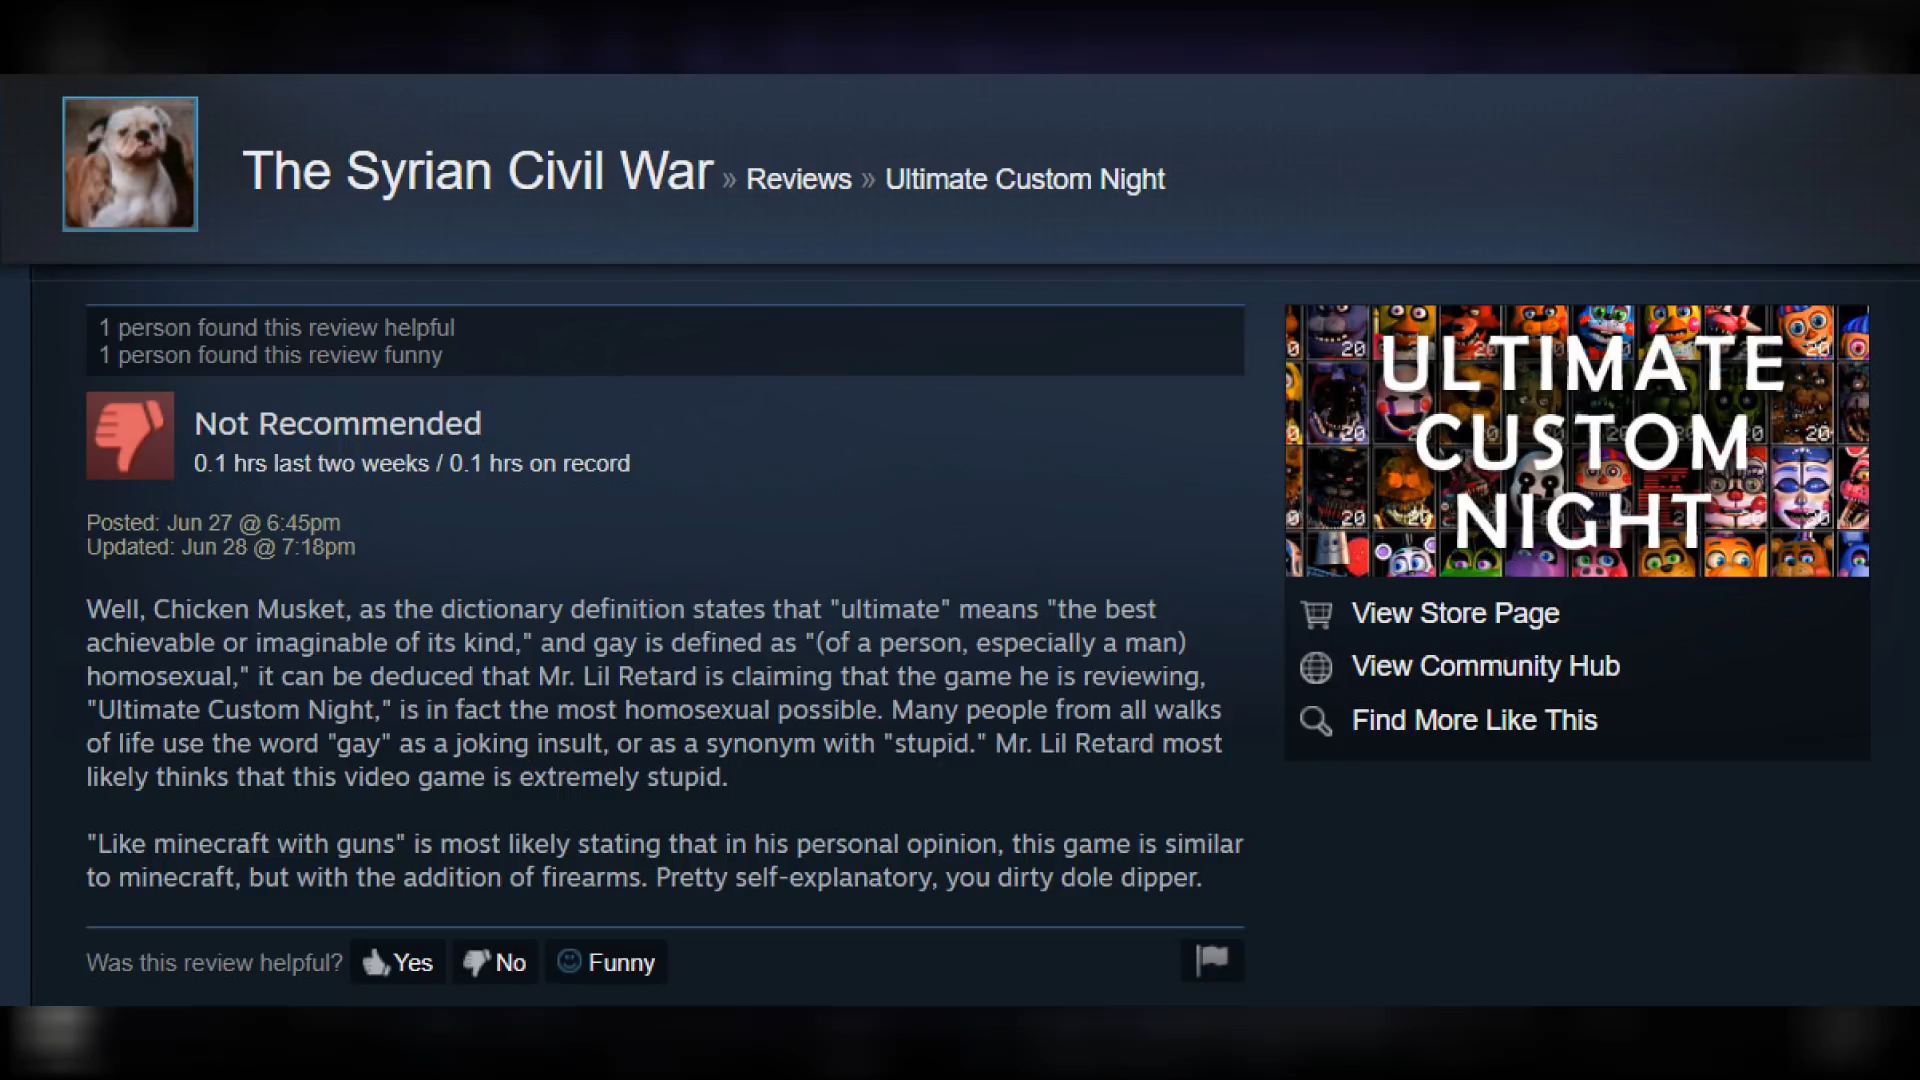 The Syrian Civil War » Reviews » Ultimate Custom Night
1 person found this review helpful
1 person found this review funny
Not Recommended
0.1 hrs last two weeks / 0.1 hrs on record
Posted: Jun 27 @ 6:45pm
Updated: Jun 28 @ 7:18pm
Well, Chicken Musket, as the dictionary definition states that "ultimate" means "the best
achievable or imaginable of its kind," and gay is defined as "(of a person, especially a man)
homosexual," it can be deduced that Mr. Lil Retard is claiming that the game he is reviewing,
"Ultimate Custom Night," is in fact the most homosexual possible. Many people from all walks
of life use the word "gay" as a joking insult, or as a synonym with "stupid." Mr. Lil Retard most
likely thinks that this video game is extremely stupid.
"Like minecraft with guns" is most likely stating that in his personal opinion, this game is similar
to minecraft, but with the addition of firearms. Pretty self-explanatory, you dirty dole dipper.
Was this review helpful? Yes No Funny
ULTIMATE
CUSTOM
NIGHT
View Store Page
View Community Hub
Find More Like This